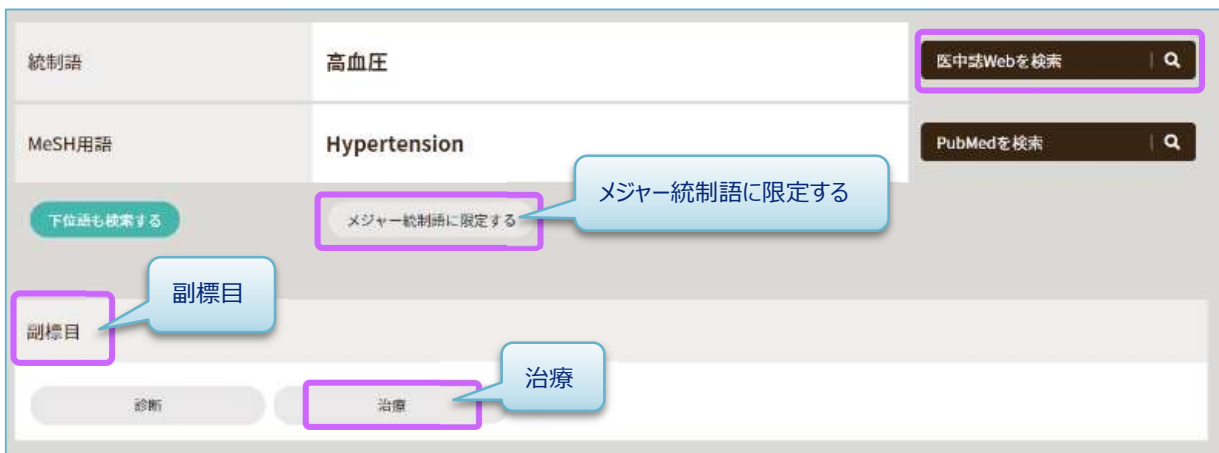 統制語
高血圧
医中誌Webを検索
MeSH用語
Hypertension
PubMedを検索
メジャー統制語に限定する
下位語も検索する
メジャー統制語に限定する
副標目
副標目
治療
診断
治療